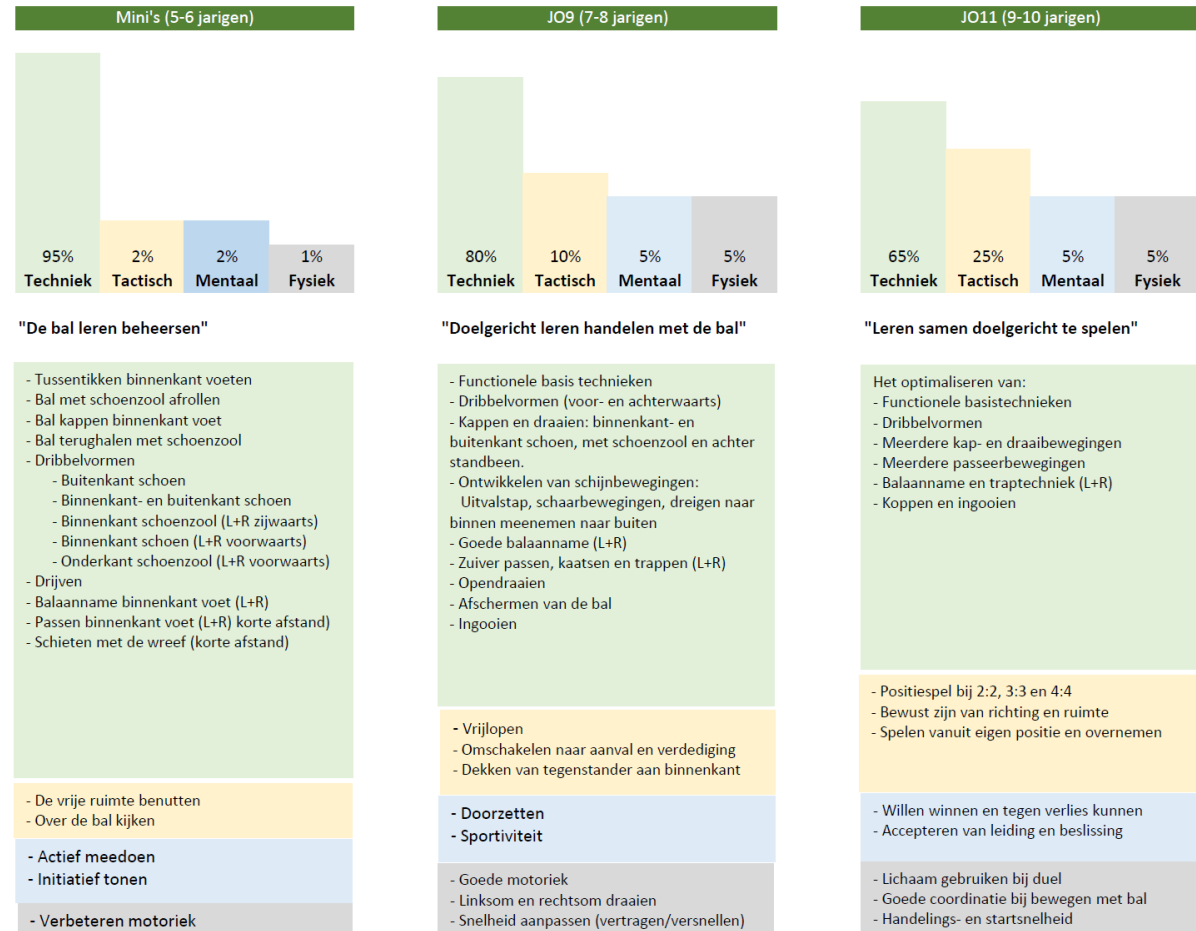 Mini's (5-6 jarigen)
95%
2%
2%
1%
Techniek
Tactisch
Mentaal
Fysiek
"De bal leren beheersen"
- Tussentikken binnenkant voeten
- Bal met schoenzool afrollen
- Bal kappen binnenkant voet
- Bal terughalen met schoenzool
- Dribbelvormen
- Buitenkant schoen
- Binnenkant- en buitenkant schoen
- Binnenkant schoenzool (L+R zijwaarts)
- Binnenkant schoen (L+R voorwaarts)
- Onderkant schoenzool (L+R voorwaarts)
- Drijven
- Balaanname binnenkant voet (L+R)
- Passen binnenkant voet (L+R) korte afstand)
- Schieten met de wreef (korte afstand)
- De vrije ruimte benutten
- Over de bal kijken
- Actief meedoen
- Initiatief tonen
- Verbeteren motoriek
JO9 (7-8 jarigen)
80%
10%
5%
5%
Techniek
Tactisch
Mentaal
Fysiek
"Doelgericht leren handelen met de bal"
- Functionele basis technieken
- Dribbelvormen (voor- en achterwaarts)
- Kappen en draaien: binnenkant- en
buitenkant schoen, met schoenzool en achter
standbeen.
- Ontwikkelen van schijnbewegingen:
Uitvalstap, schaarbewegingen, dreigen naar
binnen meenemen naar buiten
- Goede balaanname (L+R)
- Zuiver passen, kaatsen en trappen (L+R)
- Opendraaien
- Afschermen van de bal
- Ingooien
- Vrijlopen
- Omschakelen naar aanval en verdediging
- Dekken van tegenstander aan binnenkant
- Doorzetten
- Sportiviteit
- Goede motoriek
- Linksom en rechtsom draaien
- Snelheid aanpassen (vertragen/versnellen)
JO11 (9-10 jarigen)
65%
25%
5%
5%
Techniek
Tactisch
Mentaal
Fysiek
"Leren samen doelgericht te spelen"
Het optimaliseren van:
- Functionele basistechnieken
- Dribbelvormen
- Meerdere kap- en draaibewegingen
- Meerdere passeerbewegingen
- Balaanname en traptechniek (L+R)
- Koppen en ingooien
- Positiespel bij 2:2, 3:3 en 4:4
- Bewust zijn van richting en ruimte
- Spelen vanuit eigen positie en overnemen
- Willen winnen en tegen verlies kunnen
- Accepteren van leiding en beslissing
- Lichaam gebruiken bij duel
- Goede coordinatie bij bewegen met bal
- Handelings- en startsnelheid